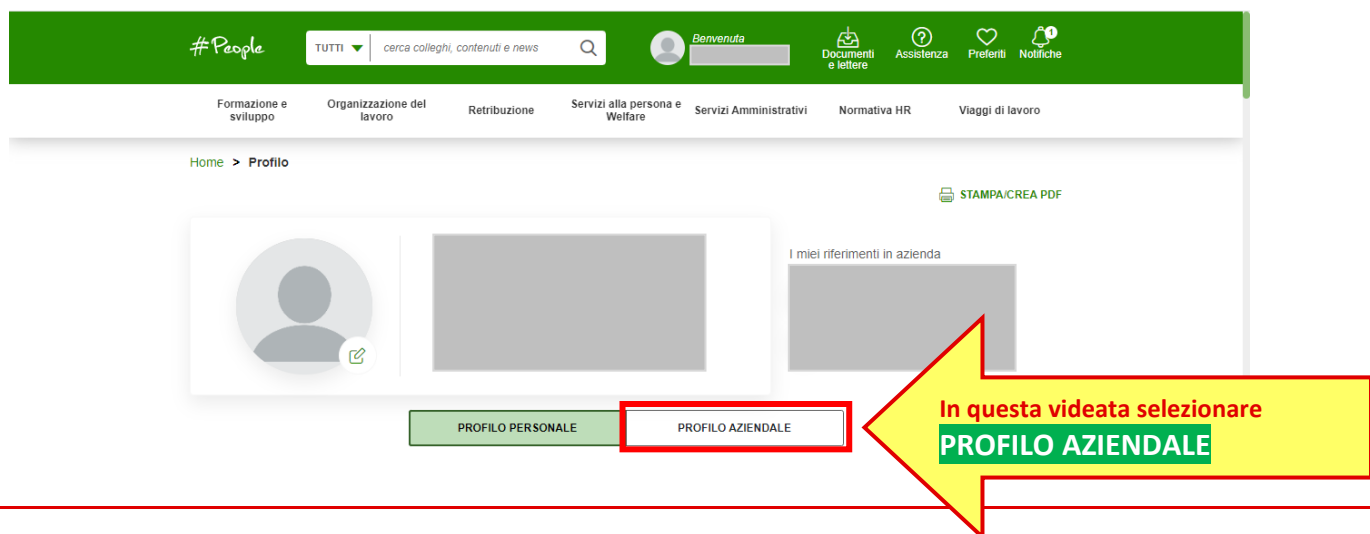 #People
TUTTI
cerca colleghi, contenuti e news
Benvenuta
Documenti
e lettere
Assistenza
Preferiti
1
Notifiche
Formazione e
sviluppo
Organizzazione del
lavoro
Retribuzione
Servizi alla persona e
Welfare
Servizi Amministrativi
Normativa HR
Viaggi di lavoro
Home > Profilo
STAMPA/CREA PDF
I miei riferimenti in azienda
PROFILO PERSONALE
PROFILO AZIENDALE
In questa videata selezionare
PROFILO AZIENDALE